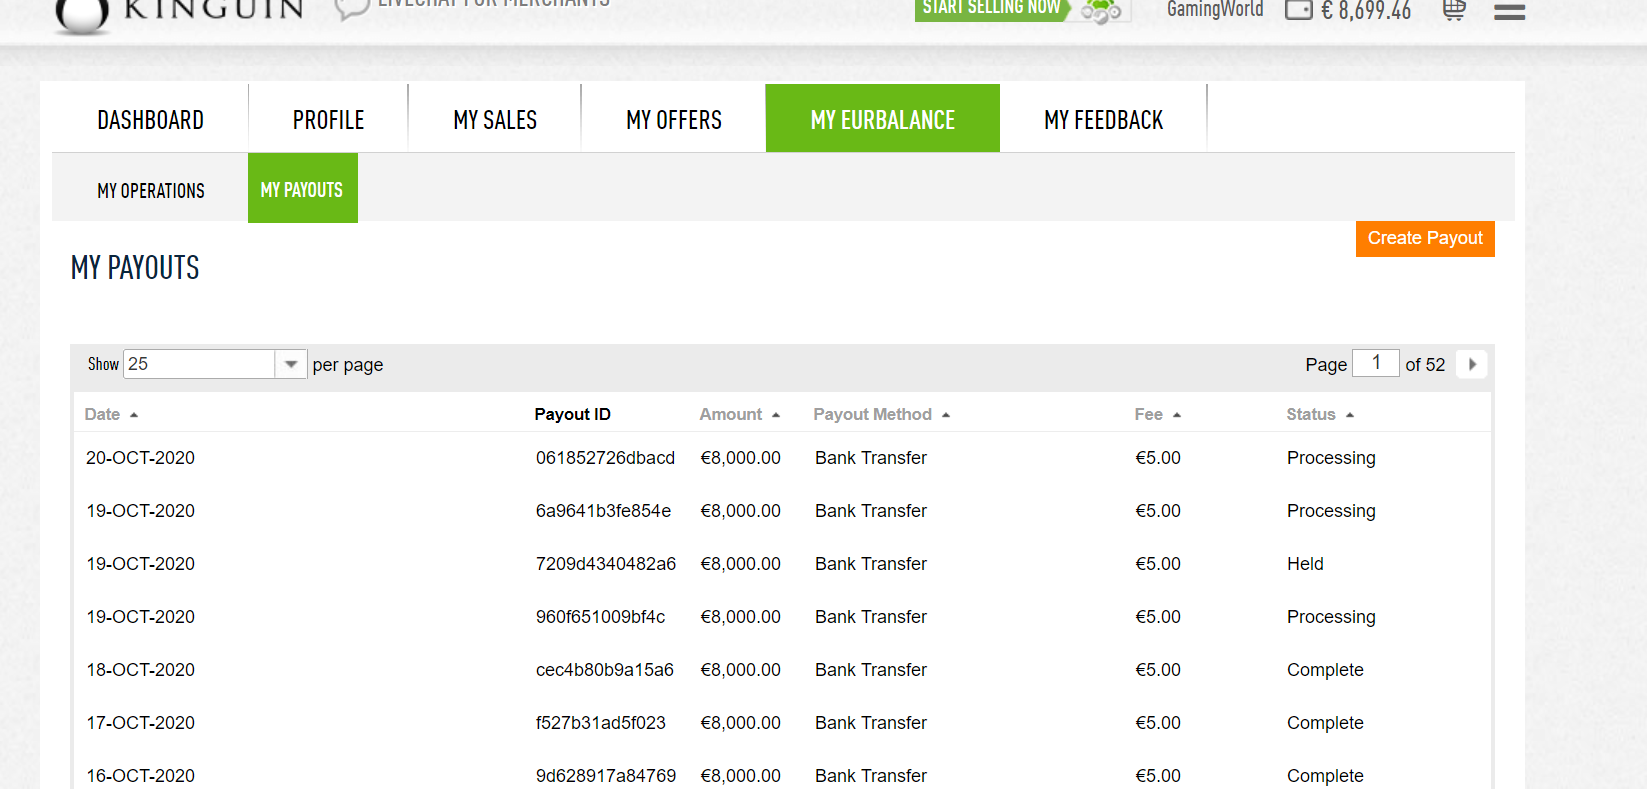 KINGUIN
LIVECHAT FOR MERCHANTS
START SELLING NOW
GamingWorld
€ 8,699.46
DASHBOARD PROFILE MY SALES MY OFFERS MY EURBALANCE MY FEEDBACK
MY OPERATIONS MY PAYOUTS
Create Payout
MY PAYOUTS
Show 25 per page Page 1 of 52
Date Payout ID Amount Payout Method Fee Status
20-OCT-2020 061852726dbacd €8,000.00 Bank Transfer €5.00 Processing
19-OCT-2020 6a9641b3fe854e €8,000.00 Bank Transfer €5.00 Processing
19-OCT-2020 7209d4340482a6 €8,000.00 Bank Transfer €5.00 Held
19-OCT-2020 960f651009bf4c €8,000.00 Bank Transfer €5.00 Processing
18-OCT-2020 cec4b80b9a15a6 €8,000.00 Bank Transfer €5.00 Complete
17-OCT-2020 f527b31ad5f023 €8,000.00 Bank Transfer €5.00 Complete
16-OCT-2020 9d628917a84769 €8,000.00 Bank Transfer €5.00 Complete